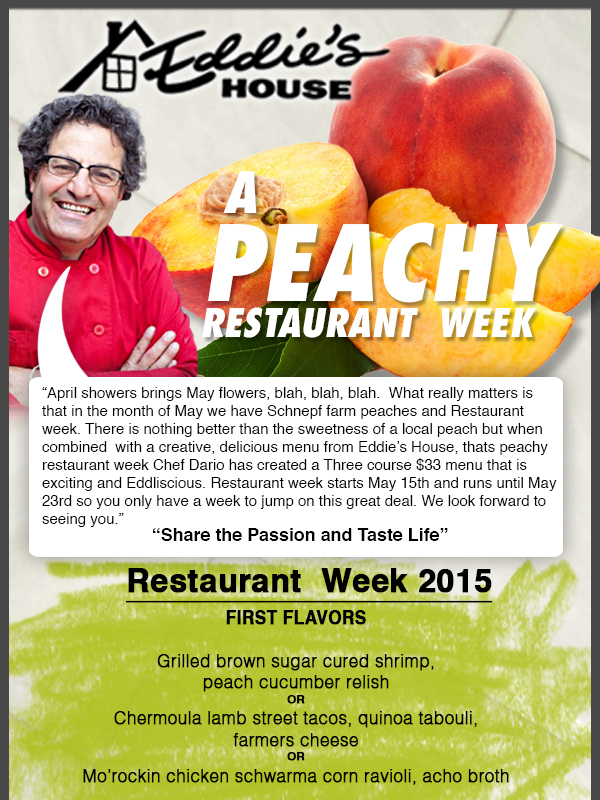 Eddie's
HOUSE
A
PEACHY
RESTAURANT WEEK
“April showers brings May flowers, blah, blah, blah. What really matters is
that in the month of May we have Schnepf farm peaches and Restaurant
week. There is nothing better than the sweetness of a local peach but when
combined with a creative, delicious menu from Eddie’s House, thats peachy
restaurant week Chef Dario has created a Three course $33 menu that is
exciting and Eddliscious. Restaurant week starts May 15th and runs until May
23rd so you only have a week to jump on this great deal. We look forward to
seeing you.”
“Share the Passion and Taste Life”
Restaurant Week 2015
FIRST FLAVORS
Grilled brown sugar cured shrimp,
peach cucumber relish
OR
Chermoula lamb street tacos, quinoa tabouli,
farmers cheese
OR
Mo’rockin chicken schwarma corn ravioli, acho broth